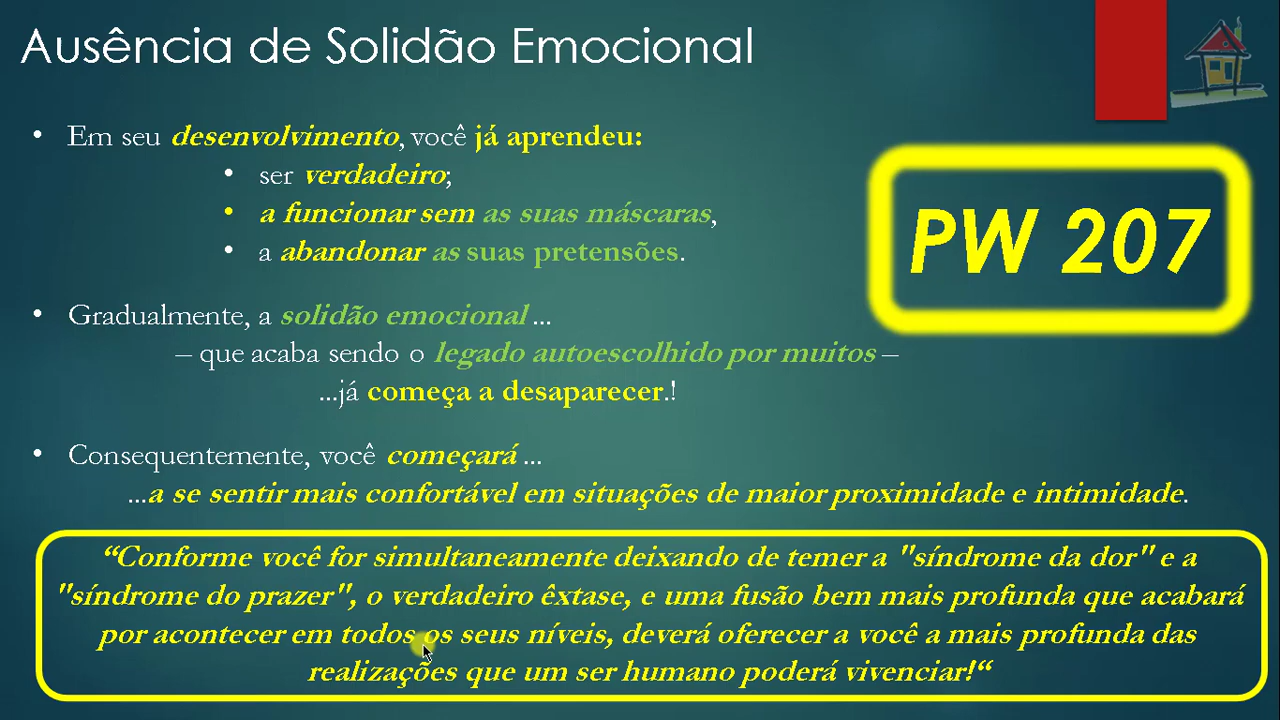 Ausência de Solidão Emocional
• Em seu desenvolvimento, você já aprendeu:
• ser verdadeiro;
• a funcionar sem as suas máscaras,
• a abandonar as suas pretensões.
PW 207
• Gradualmente, a solidão emocional ...
– que acaba sendo o legado autoescolhido por muitos –
...já começa a desaparecer.!
• Consequentemente, você começará ...
...a se sentir mais confortável em situações de maior proximidade e intimidade.
“Conforme você for simultaneamente deixando de temer a "síndrome da dor" e a
"síndrome do prazer", o verdadeiro êxtase, e uma fusão bem mais profunda que acabará
por acontecer em todos os seus níveis, deverá oferecer a você a mais profunda das
realizações que um ser humano poderá vivenciar!“